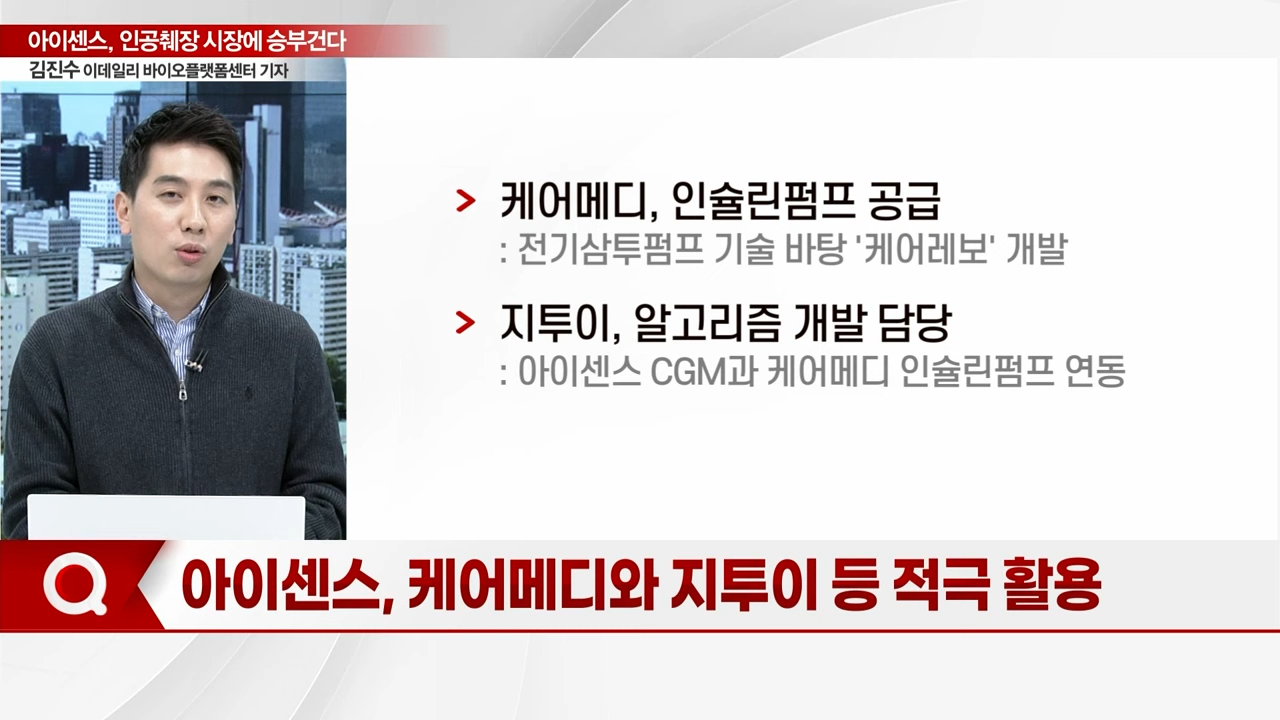 아이센스, 인공췌장 시장에 승부건다
김진수 이데일리 바이오플랫폼센터 기자
> 케어메디, 인슐린펌프 공급
: 전기삼투펌프 기술 바탕 '케어레보' 개발
> 지투이, 알고리즘 개발 담당
: 아이센스 CGM과 케어메디 인슐린펌프 연동
아이센스, 케어메디와 지투이 등 적극 활용